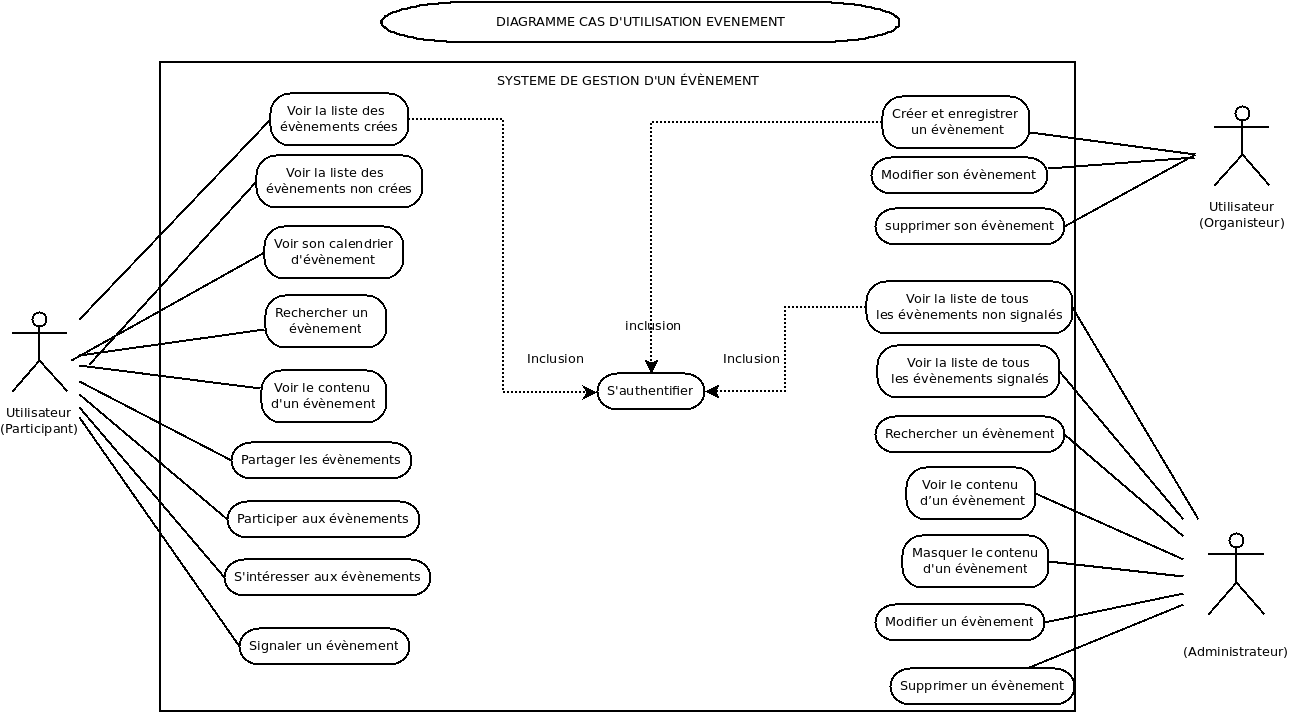 DIAGRAMME CAS D'UTILISATION EVENEMENT
SYSTEME DE GESTION D'UN ÉVÈNEMENT
Voir la liste des
évènements crées
Voir la liste des
évènements non crées
Voir son calendrier
d'évènement
Rechercher un
évènement
Voir le contenu
d'un évènement
Partager les évènements
Participer aux évènements
S'intéresser aux évènements
Signaler un évènement
Utilisateur
(Participant)
Inclusion
inclusion
Inclusion
S'authentifier
Créer et enregistrer
un évènement
Modifier son évènement
supprimer son évènement
Voir la liste de tous
les évènements non signalés
Voir la liste de tous
les évènements signalés
Rechercher un évènement
Voir le contenu
d’un évènement
Masquer le contenu
d'un évènement
Modifier un évènement
Supprimer un évènement
Utilisateur
(Organisteur)
(Administrateur)